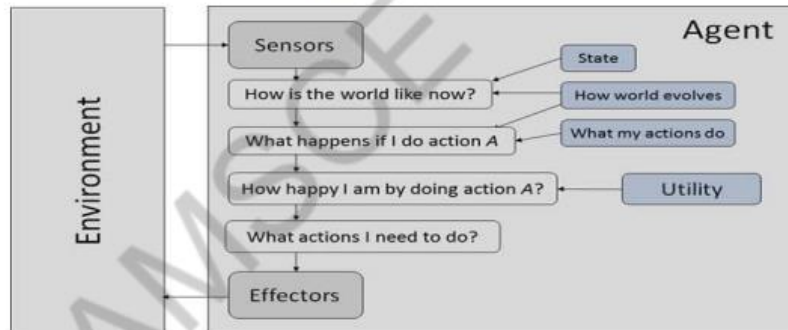 Agent
Environment
Sensors
State
How is the world like now?
How world evolves
What happens if I do action A
What my actions do
How happy I am by doing action A?
Utility
What actions I need to do?
Effectors
AMSCE